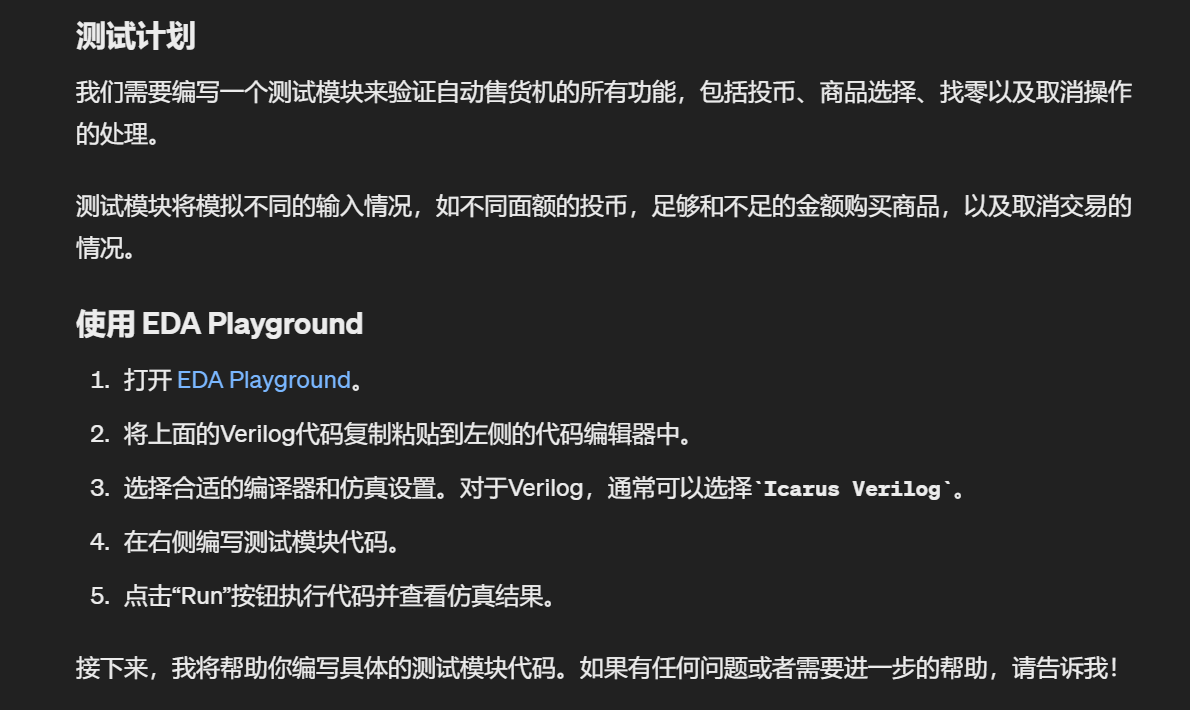 测试计划
我们需要编写一个测试模块来验证自动售货机的所有功能，包括投币、商品选择、找零以及取消操作
的处理。
测试模块将模拟不同的输入情况，如不同面额的投币，足够和不足的金额购买商品，以及取消交易的
情况。
使用 EDA Playground
1. 打开 EDA Playground。
2. 将上面的Verilog代码复制粘贴到左侧的代码编辑器中。
3. 选择合适的编译器和仿真设置。对于Verilog，通常可以选择`Icarus Verilog`。
4. 在右侧编写测试模块代码。
5. 点击“Run”按钮执行代码并查看仿真结果。
接下来，我将帮助你编写具体的测试模块代码。如果有任何问题或者需要进一步的帮助，请告诉我！